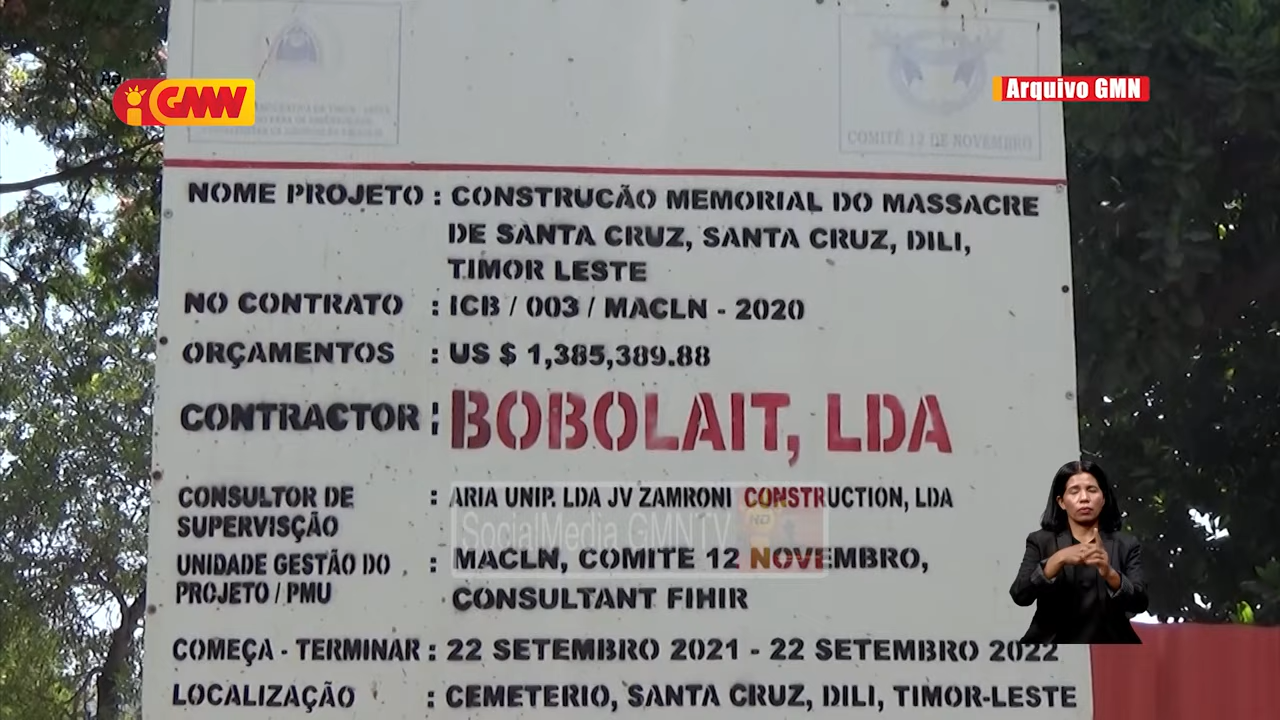 GMN
Arquivo GMN
COMITÉ 12 DE NOVEMBRO
NOME PROJETO : CONSTRUCÃO MEMORIAL DO MASSACRE
DE SANTA CRUZ, SANTA CRUZ, DILI,
TIMOR LESTE
NO CONTRATO : ICB / 003 / MACLN - 2020
ORÇAMENTOS : US $ 1,385,389.88
CONTRACTOR : BOBOLAIT, LDA
CONSULTOR DE : ARIA UNIP. LDA JV ZAMRONI CONSTRUCTION, LDA
SUPERVISÇÃO
SocialMedia GMNTV HD
UNIDADE GESTÃO DO : MACLN, COMITE 12 NOVEMBRO,
PROJETO / PMU CONSULTANT FIHIR
COMEÇA - TERMINAR : 22 SETEMBRO 2021 - 22 SETEMBRO 2022
LOCALIZAÇÃO : CEMETERIO, SANTA CRUZ, DILI, TIMOR-LESTE